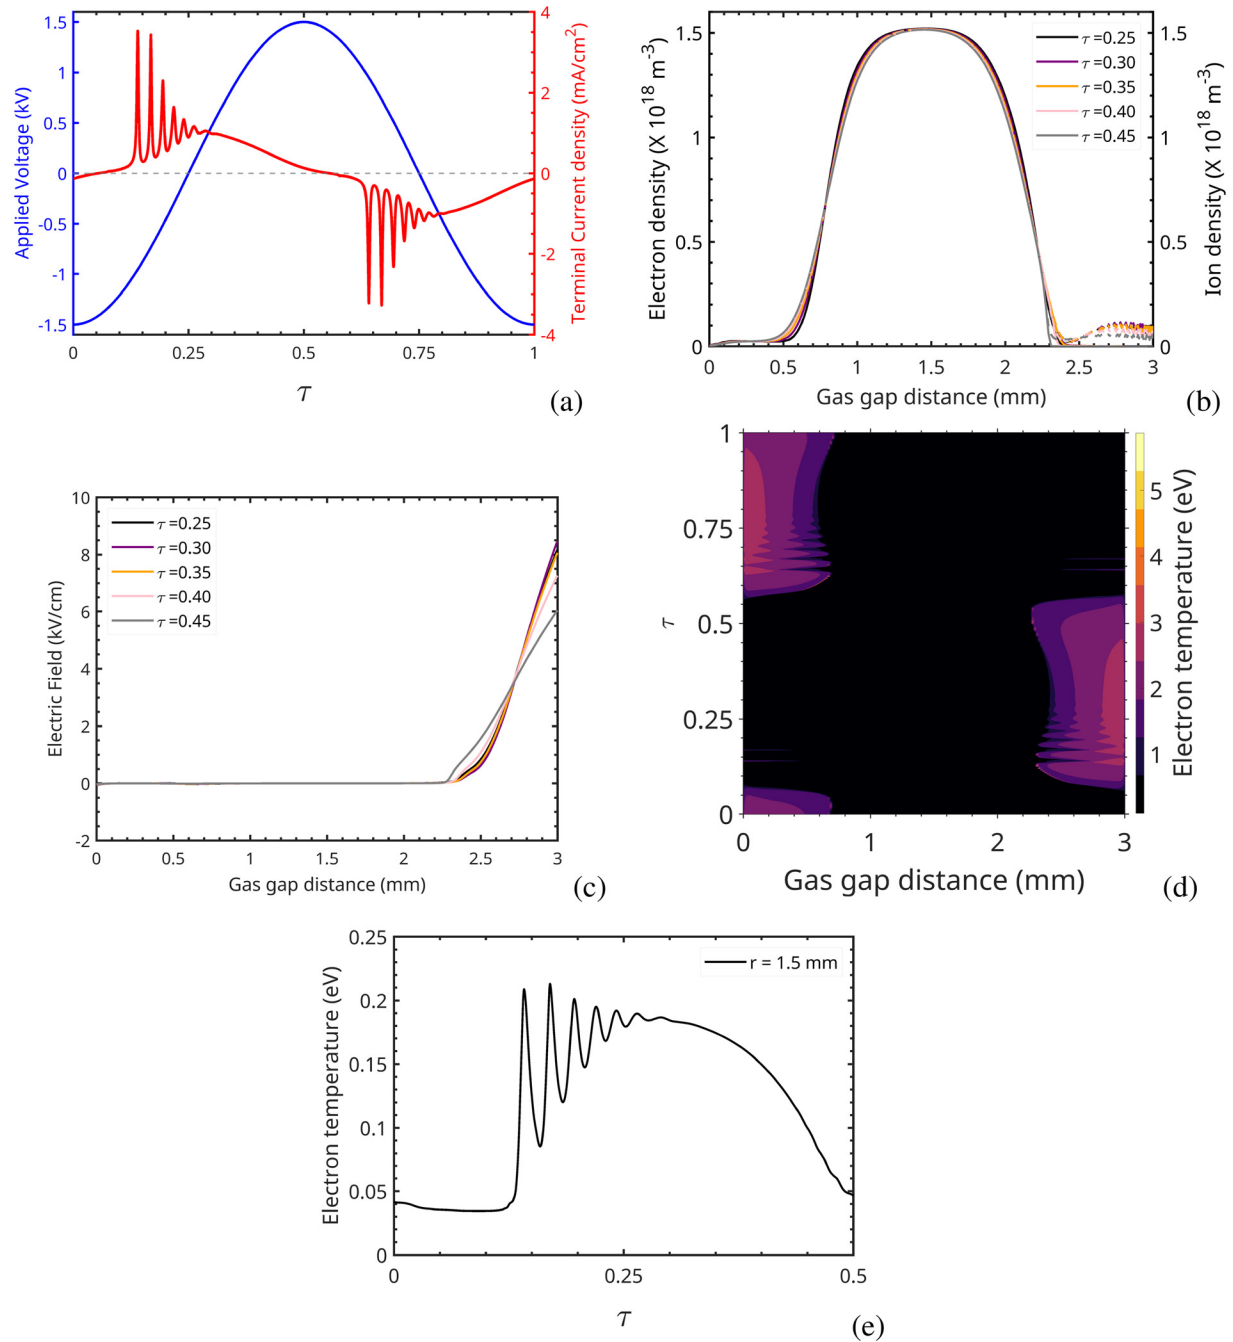 1.5
1
0.5
0
-0.5
-1
-1.5
Applied Voltage (kV)
4
2
0
-2
-4
Terminal Current density (mA/cm²)
0 0.25 0.5 0.75 1
τ
(a)
1.5
1
0.5
0
Electron density (X 10¹⁸ m⁻³)
τ =0.25
τ =0.30
τ =0.35
τ =0.40
τ =0.45
1.5
1
0.5
0
Ion density (X 10¹⁸ m⁻³)
0 0.5 1 1.5 2 2.5 3
Gas gap distance (mm)
(b)
10
8
6
4
2
0
-2
Electric Field (kV/cm)
τ =0.25
τ =0.30
τ =0.35
τ =0.40
τ =0.45
0 0.5 1 1.5 2 2.5 3
Gas gap distance (mm)
(c)
1
0.75
0.5
0.25
0
τ
5
4
3
2
1
Electron temperature (eV)
0 1 2 3
Gas gap distance (mm)
(d)
0.25
0.2
0.15
0.1
0.05
0
Electron temperature (eV)
r = 1.5 mm
0 0.25 0.5
τ
(e)